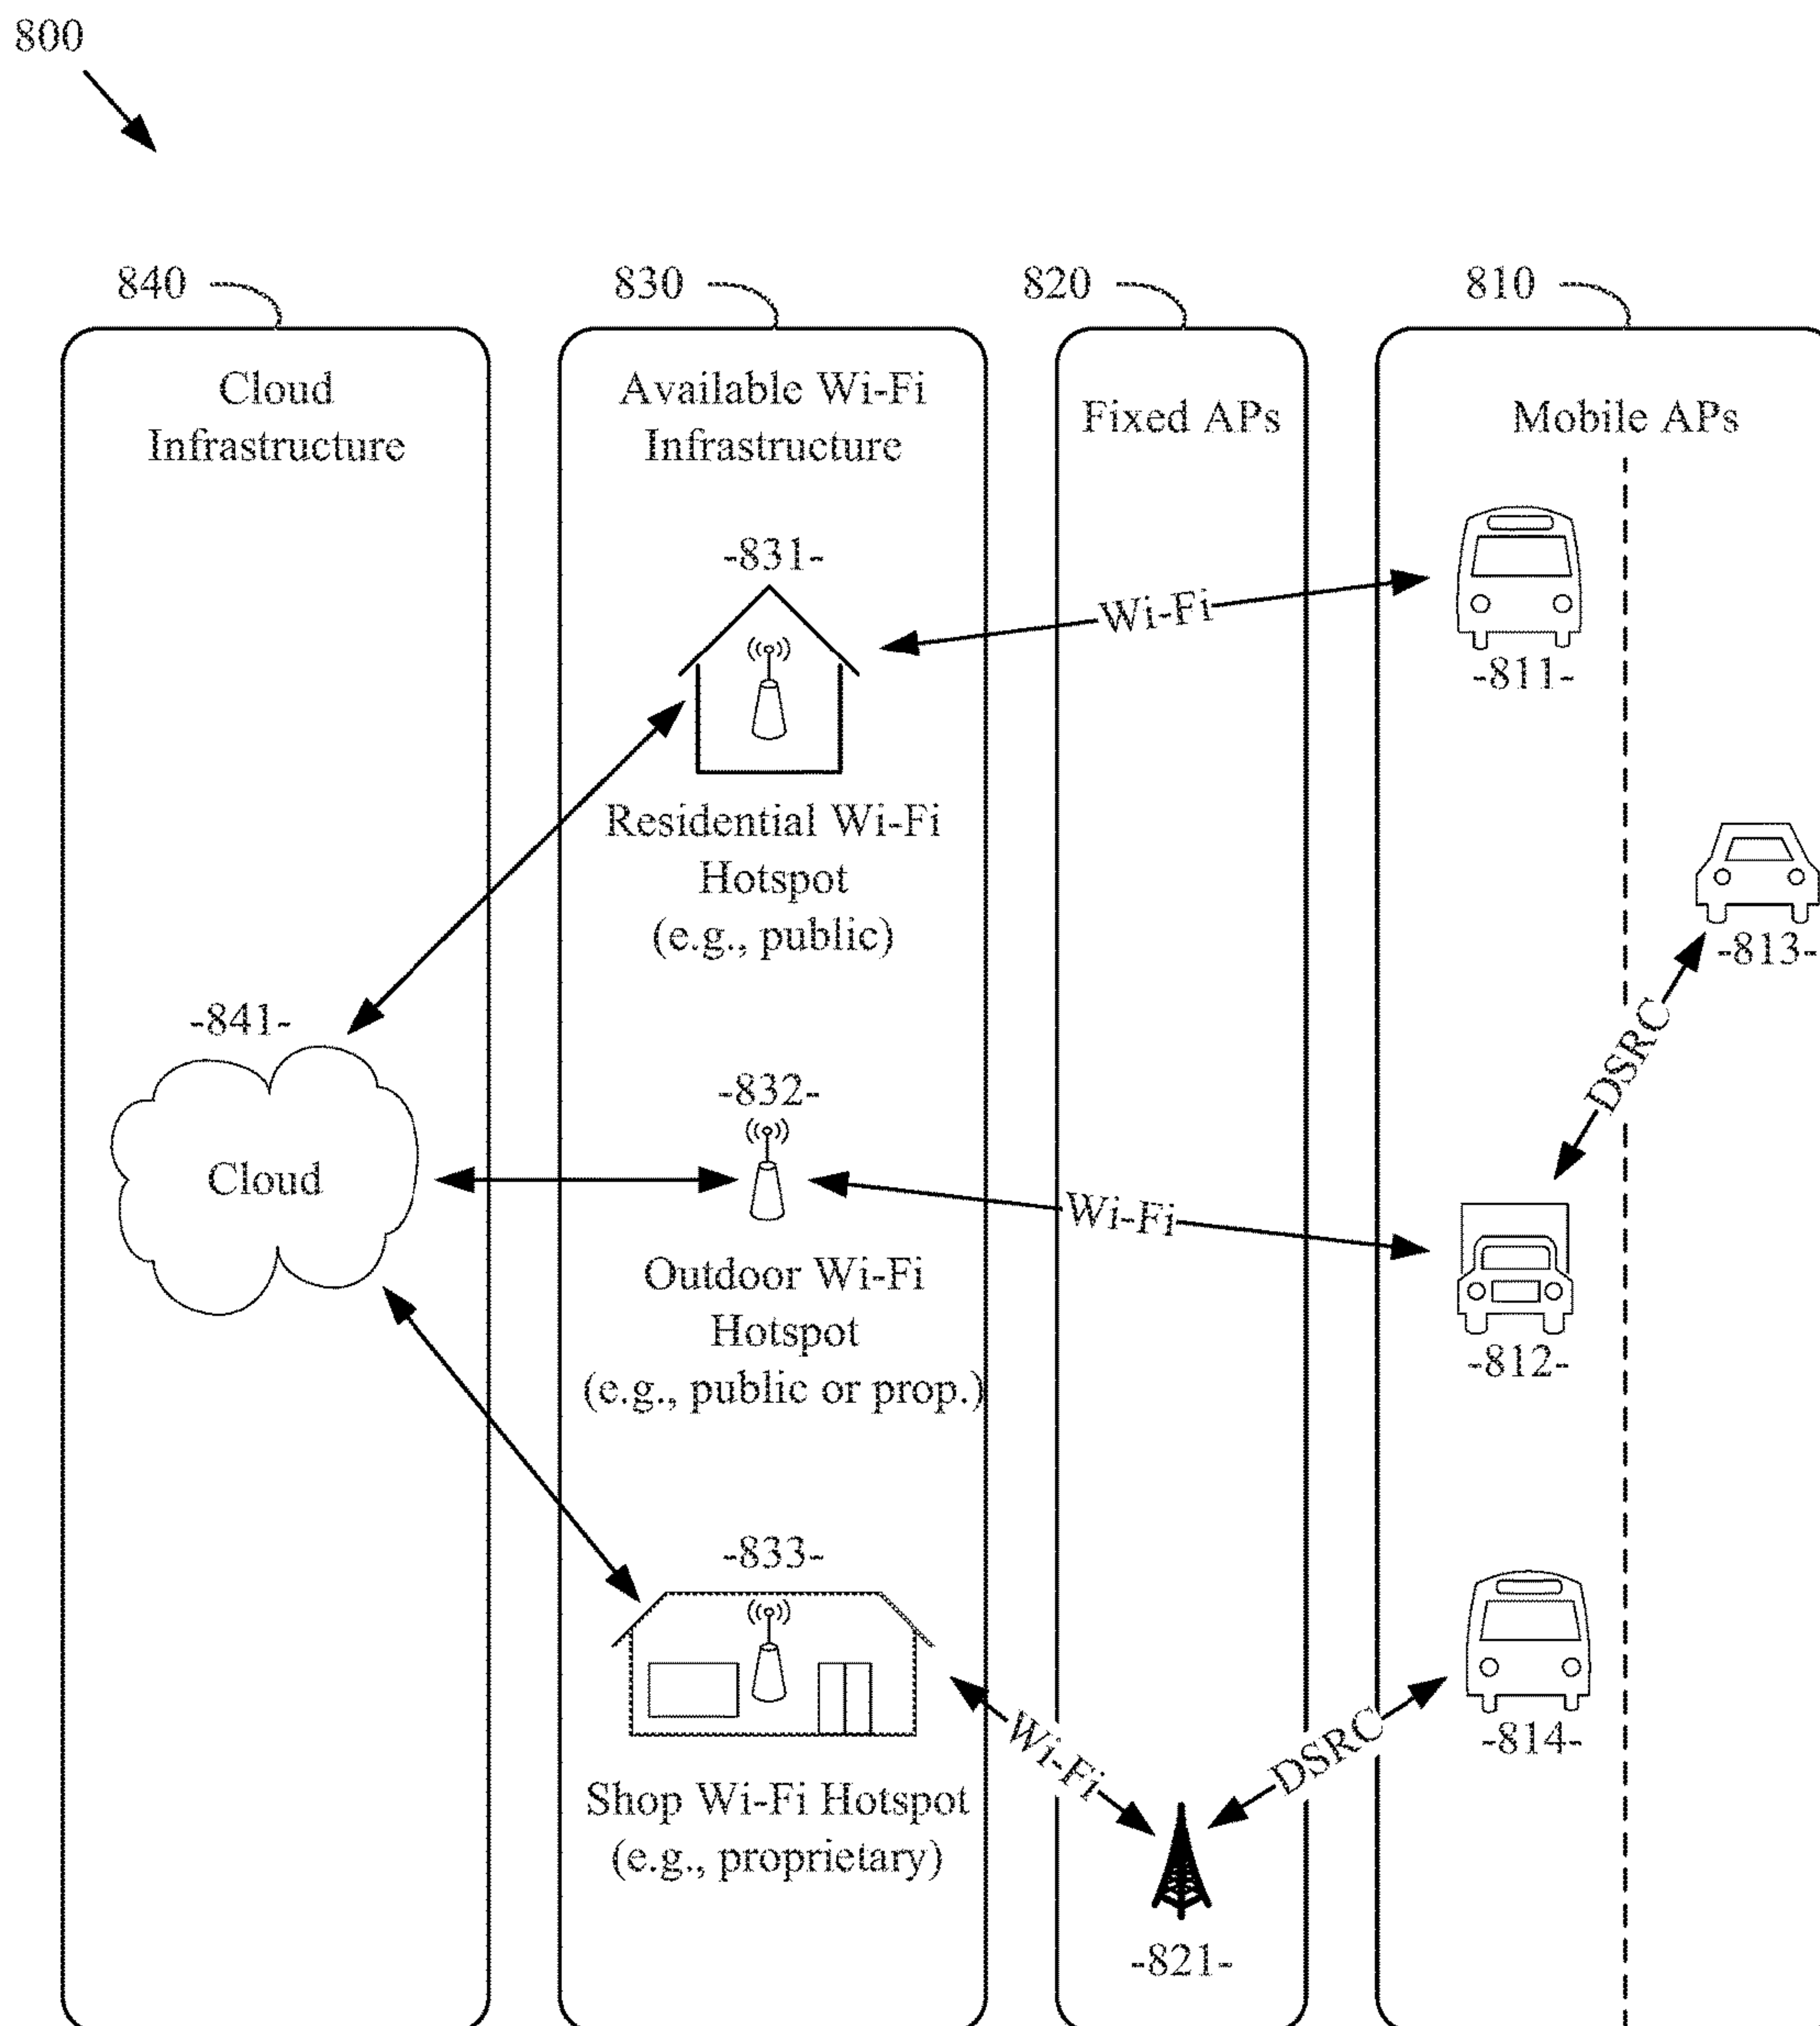 800
840
830
820
810
Cloud
Infrastructure
Available Wi-Fi
Infrastructure
Fixed APs
Mobile APs
-831-
Wi-Fi
-811-
Residential Wi-Fi
Hotspot
(e.g., public)
-813-
DSRC
-841-
Cloud
-832-
Wi-Fi
Outdoor Wi-Fi
Hotspot
(e.g., public or prop.)
-812-
-833-
Wi-Fi
DSRC
-814-
Shop Wi-Fi Hotspot
(e.g., proprietary)
-821-